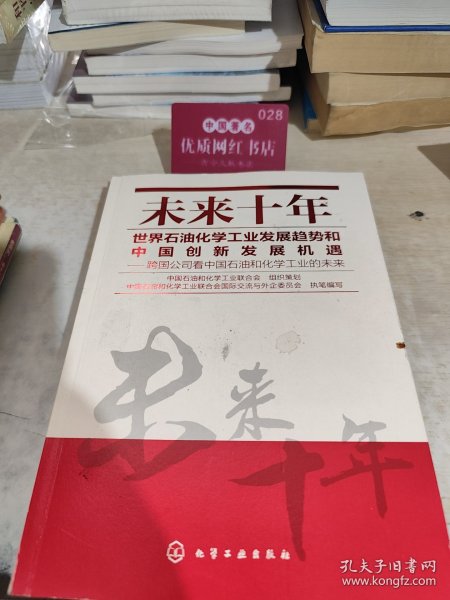 028
中国著名
优质网红书店
未来十年
世界石油化学工业发展趋势和
中国创新发展机遇
——跨国公司看中国石油和化学工业的未来
中国石油和化学工业联合会 组织策划
中国石油和化学工业联合会国际交流与外企委员会 执笔编写
未来十年
化学工业出版社
孔夫子旧书网
www.kongfz.com